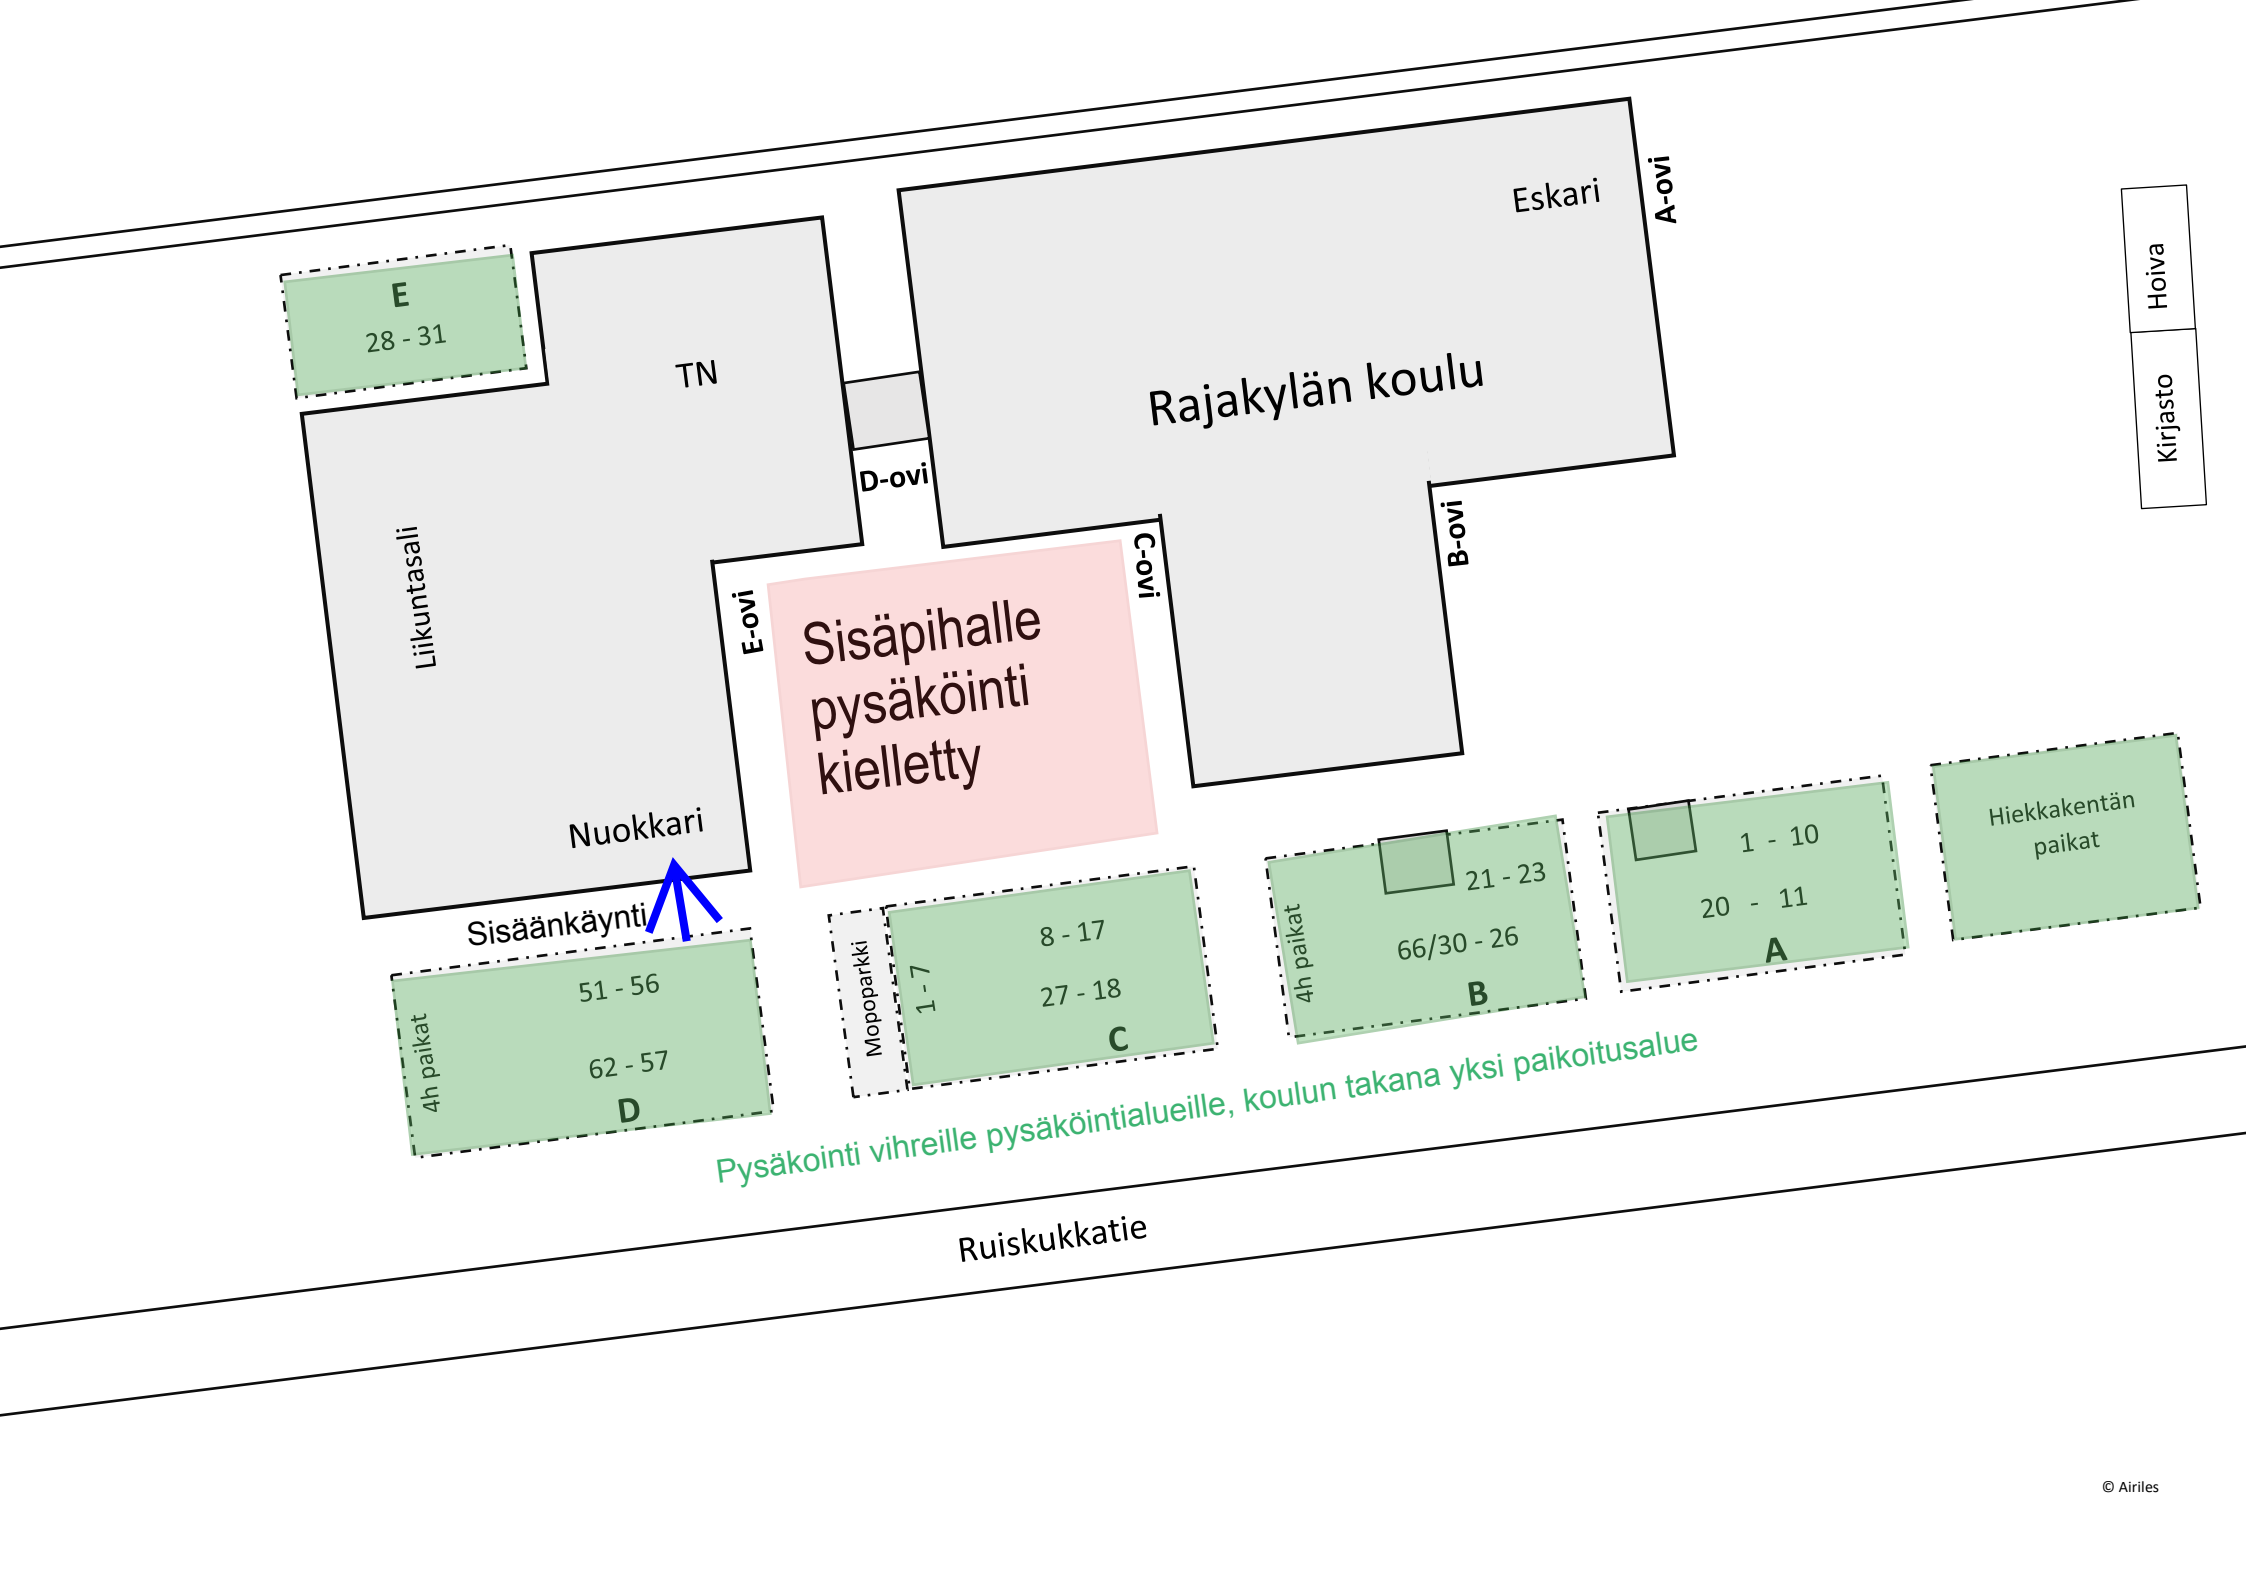 Eskari
A-ovi
Hoiva
Kirjasto
E
28 - 31
TN
Rajakylän koulu
D-ovi
Liikuntasali
E-ovi
C-ovi
B-ovi
Sisäpihalle
pysäköinti
kielletty
Nuokkari
Sisäänkäynti
4h paikat
51 - 56
62 - 57
D
Mopoparkki
1 - 7
8 - 17
27 - 18
C
4h paikat
21 - 23
66/30 - 26
B
1 - 10
20 - 11
A
Hiekkakentän
paikat
Pysäkointi vihreille pysäköintialueille, koulun takana yksi paikoitusalue
Ruiskukkatie
© Airiles